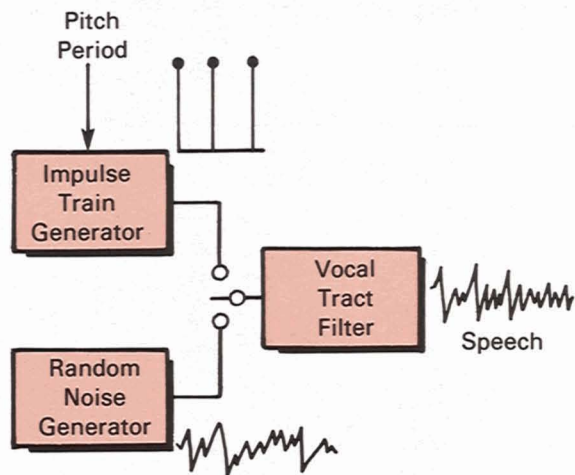 Pitch
Period
Impulse
Train
Generator
Vocal
Tract
Filter
Speech
Random
Noise
Generator